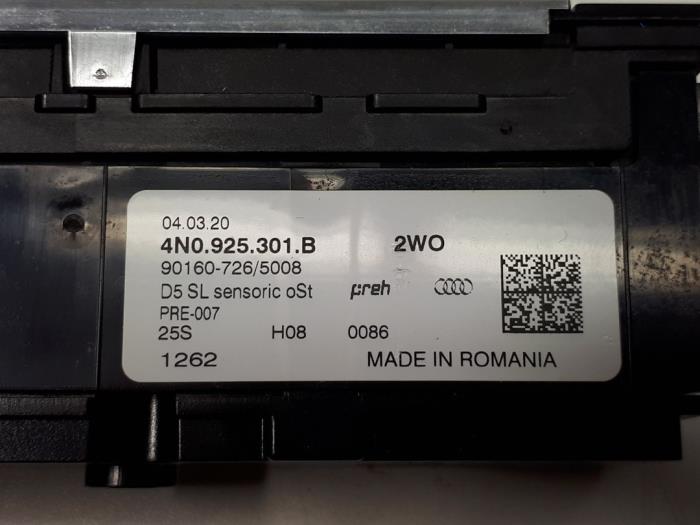 04.03.20
4N0.925.301.B 2WO
90160-726/5008
D5 SL sensoric oSt preh
PRE-007
25S H08 0086
1262 MADE IN ROMANIA